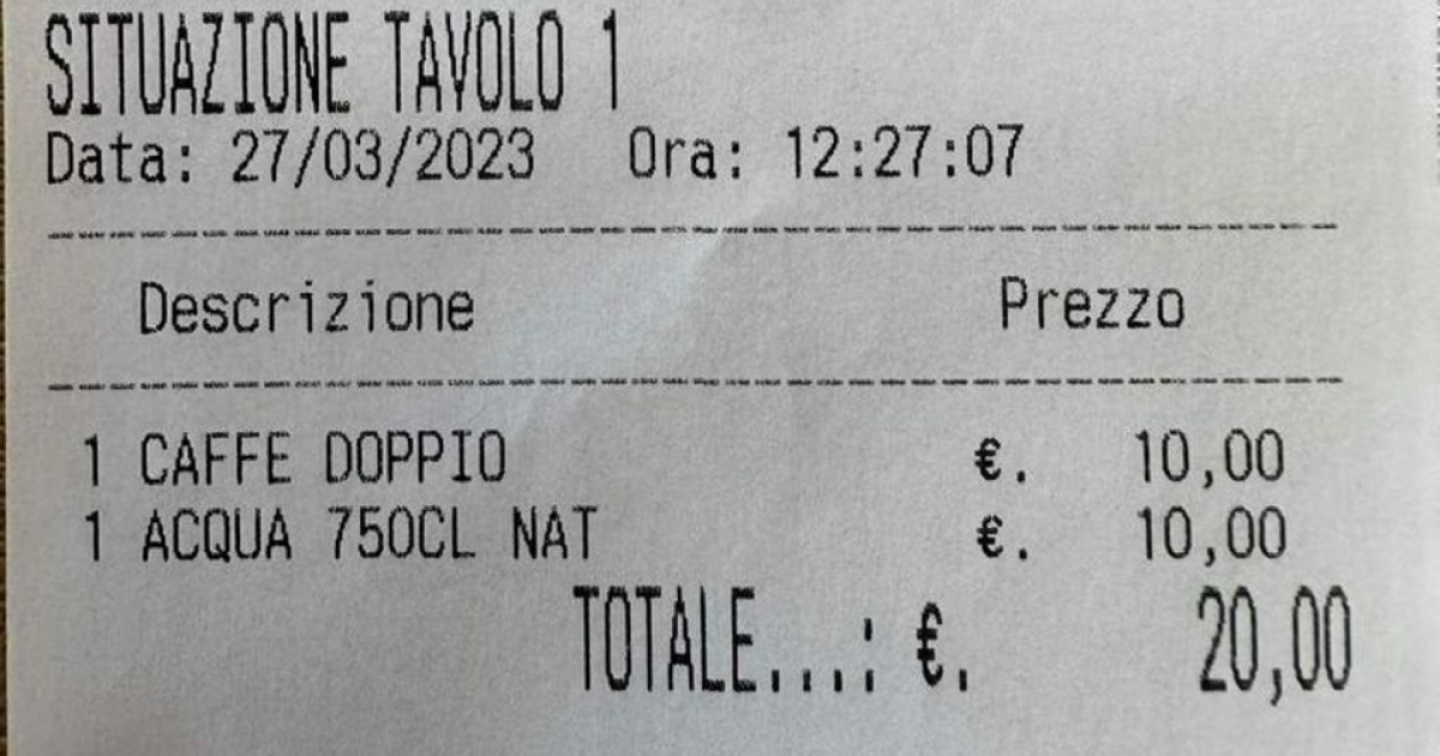 SITUAZIONE TAVOLO 1
Data: 27/03/2023 Ora: 12:27:07
Descrizione Prezzo
1 CAFFE DOPPIO €. 10,00
1 ACQUA 750CL NAT €. 10,00
TOTALE...: €. 20,00